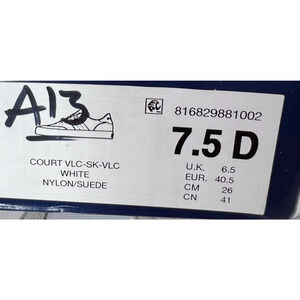 A13
816829881002
7.5 D
COURT VLC-SK-VLC
WHITE
NYLON/SUEDE
U.K. 6.5
EUR. 40.5
CM 26
CN 41